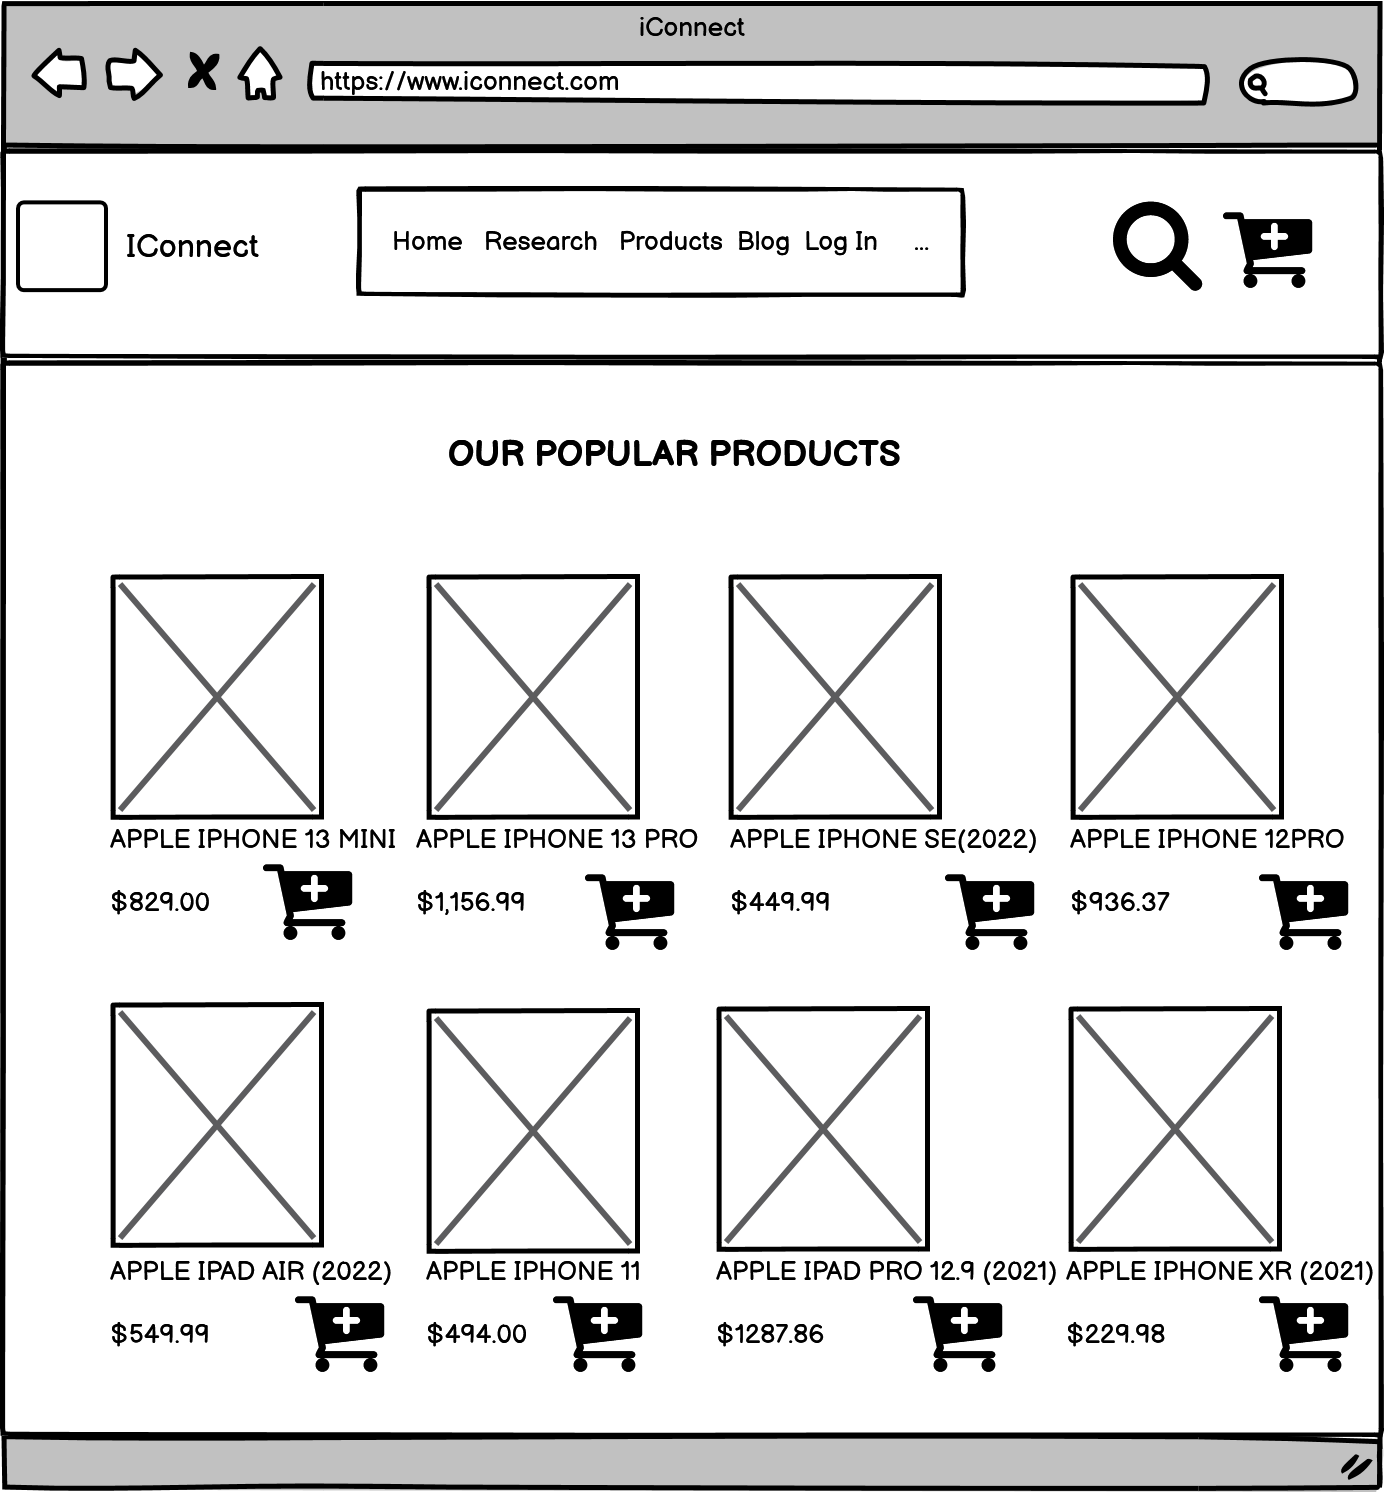 iConnect
https://www.iconnect.com
IConnect
Home Research Products Blog Log In ...
OUR POPULAR PRODUCTS
APPLE IPHONE 13 MINI APPLE IPHONE 13 PRO APPLE IPHONE SE(2022) APPLE IPHONE 12PRO
$829.00 $1,156.99 $449.99 $936.37
APPLE IPAD AIR (2022) APPLE IPHONE 11 APPLE IPAD PRO 12.9 (2021) APPLE IPHONE XR (2021)
$549.99 $494.00 $1287.86 $229.98